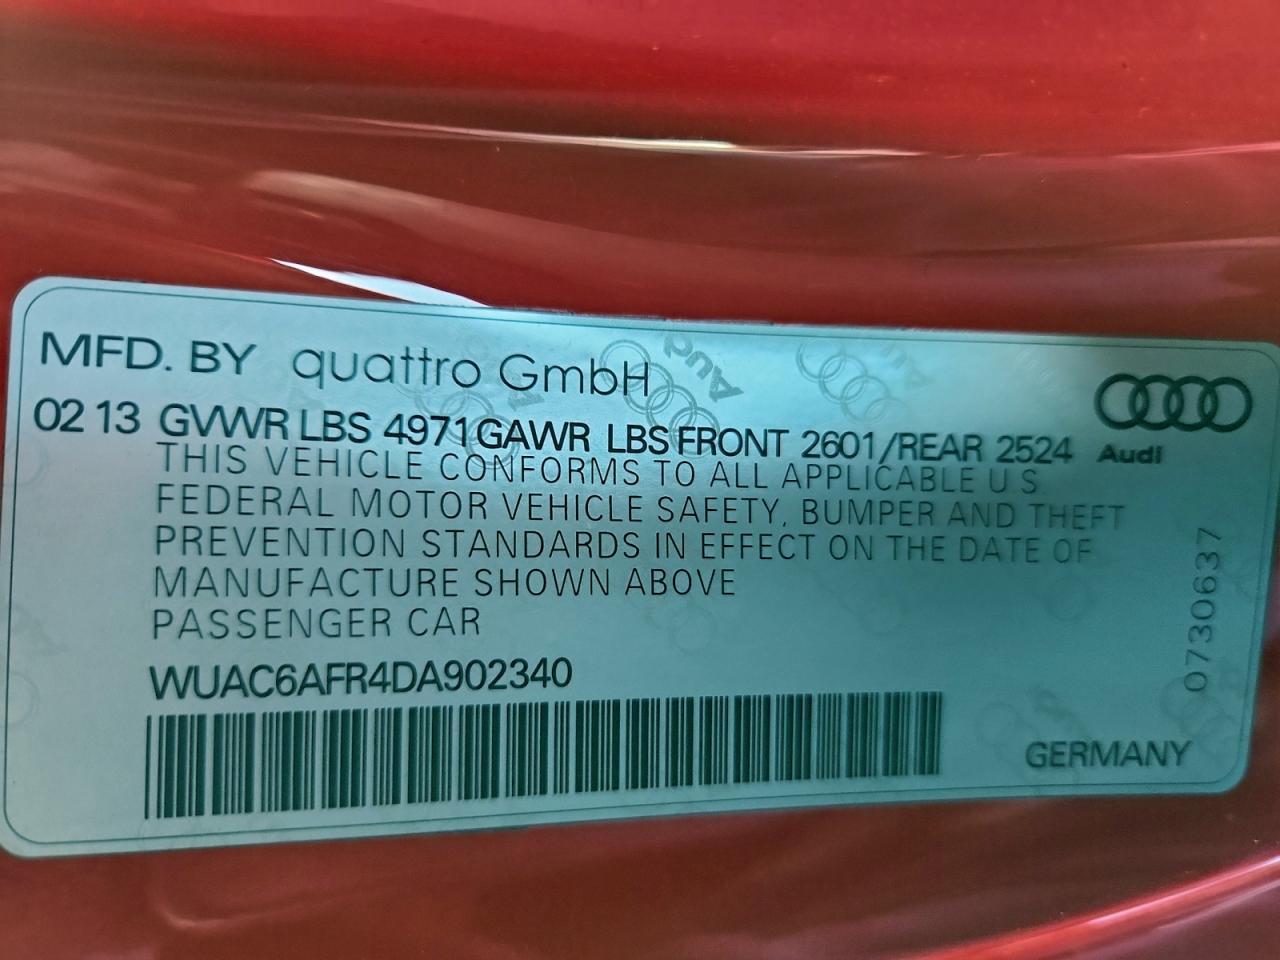 MFD. BY quattro GmbH
02 13 GVWR LBS 4971 GAWR LBS FRONT 2601/REAR 2524
Audi
THIS VEHICLE CONFORMS TO ALL APPLICABLE U.S.
FEDERAL MOTOR VEHICLE SAFETY, BUMPER AND THEFT
PREVENTION STANDARDS IN EFFECT ON THE DATE OF
MANUFACTURE SHOWN ABOVE
PASSENGER CAR
WUAC6AFR4DA902340
GERMANY
0730637
Audi